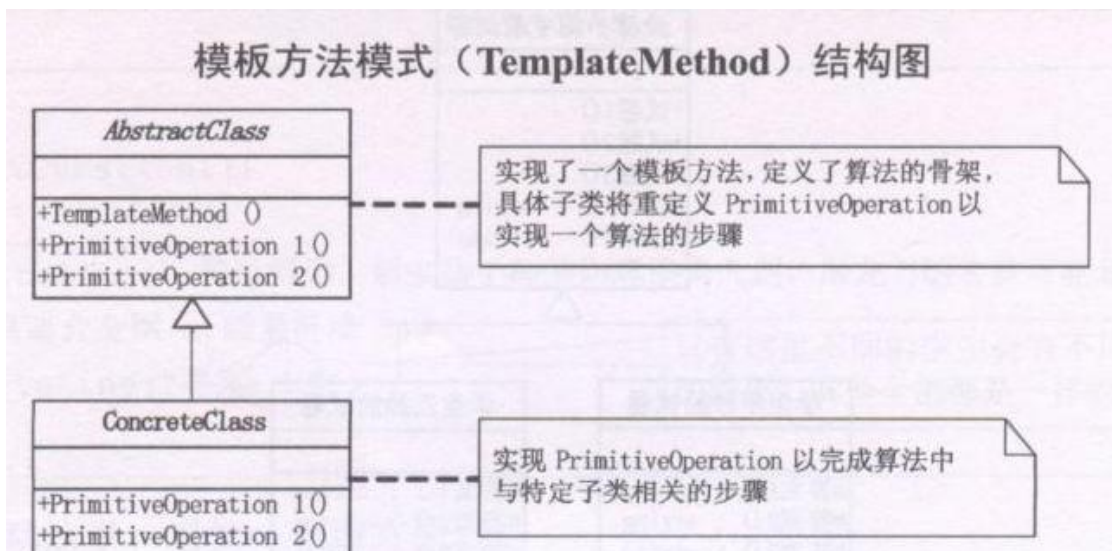 模板方法模式（TemplateMethod）结构图
AbstractClass
+TemplateMethod ()
+PrimitiveOperation 1()
+PrimitiveOperation 2()
实现了一个模板方法，定义了算法的骨架，
具体子类将重定义 PrimitiveOperation 以
实现一个算法的步骤
ConcreteClass
+PrimitiveOperation 1()
+PrimitiveOperation 2()
实现 PrimitiveOperation 以完成算法中
与特定子类相关的步骤